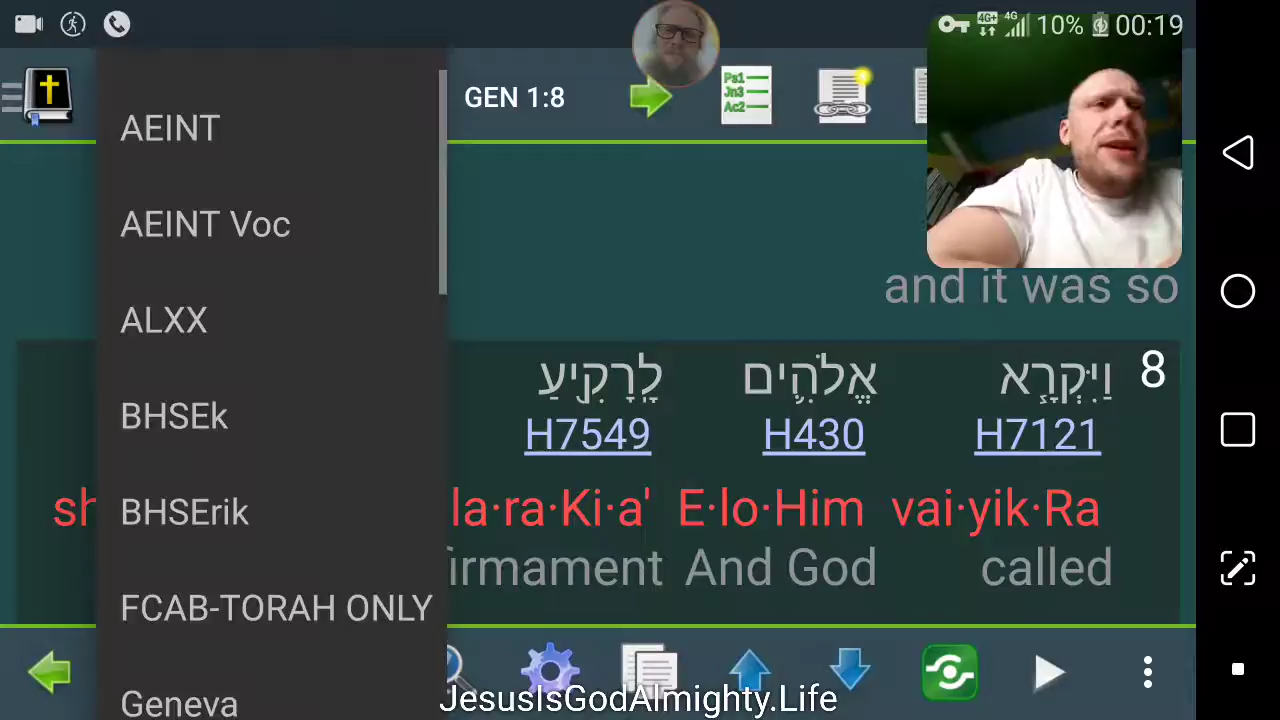 10% 00:19
GEN 1:8
Ps1
Jn3
Ac2
AEINT
AEINT Voc
ALXX
BHSEk
BHSErik
FCAB-TORAH ONLY
Geneva
and it was so
8 וַיִּקְרָ֧א אֱלֹהִ֛ים לָֽרָקִ֖יעַ
H7549 H430 H7121
sh la·ra·Ki·a' E·lo·Him vai·yik·Ra
irmament And God called
JesusIsGodAlmighty.Life